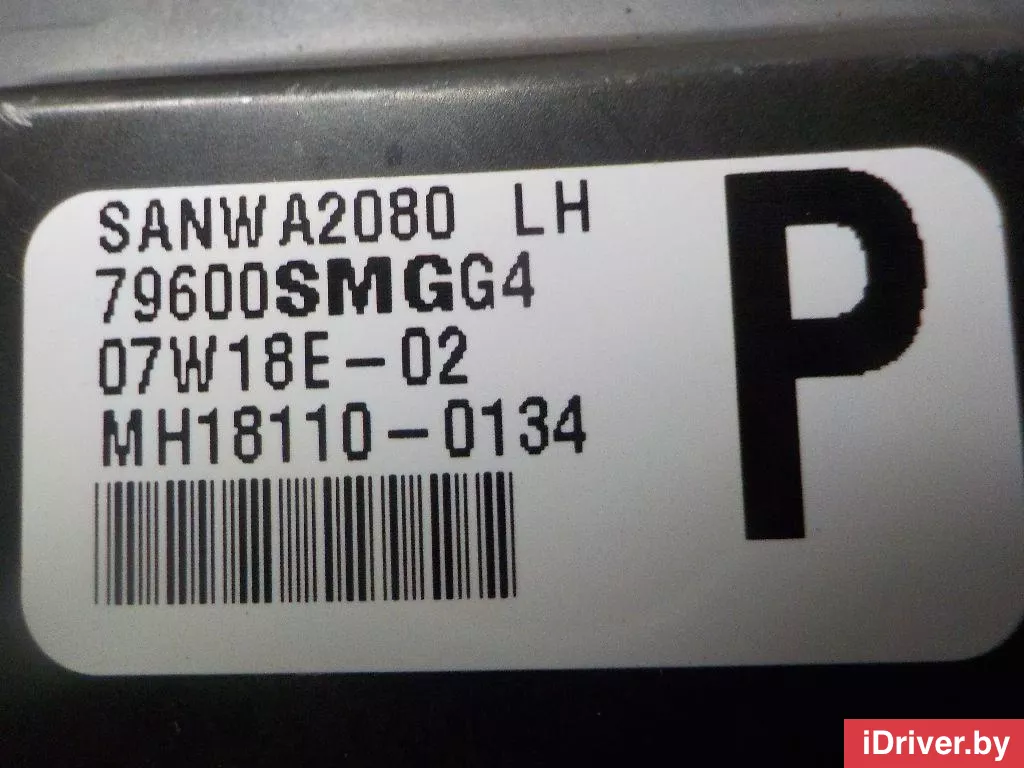 SANWA2080 LH
79600SMGG4
07W18E-02
MH18110-0134
P
iDriver.by